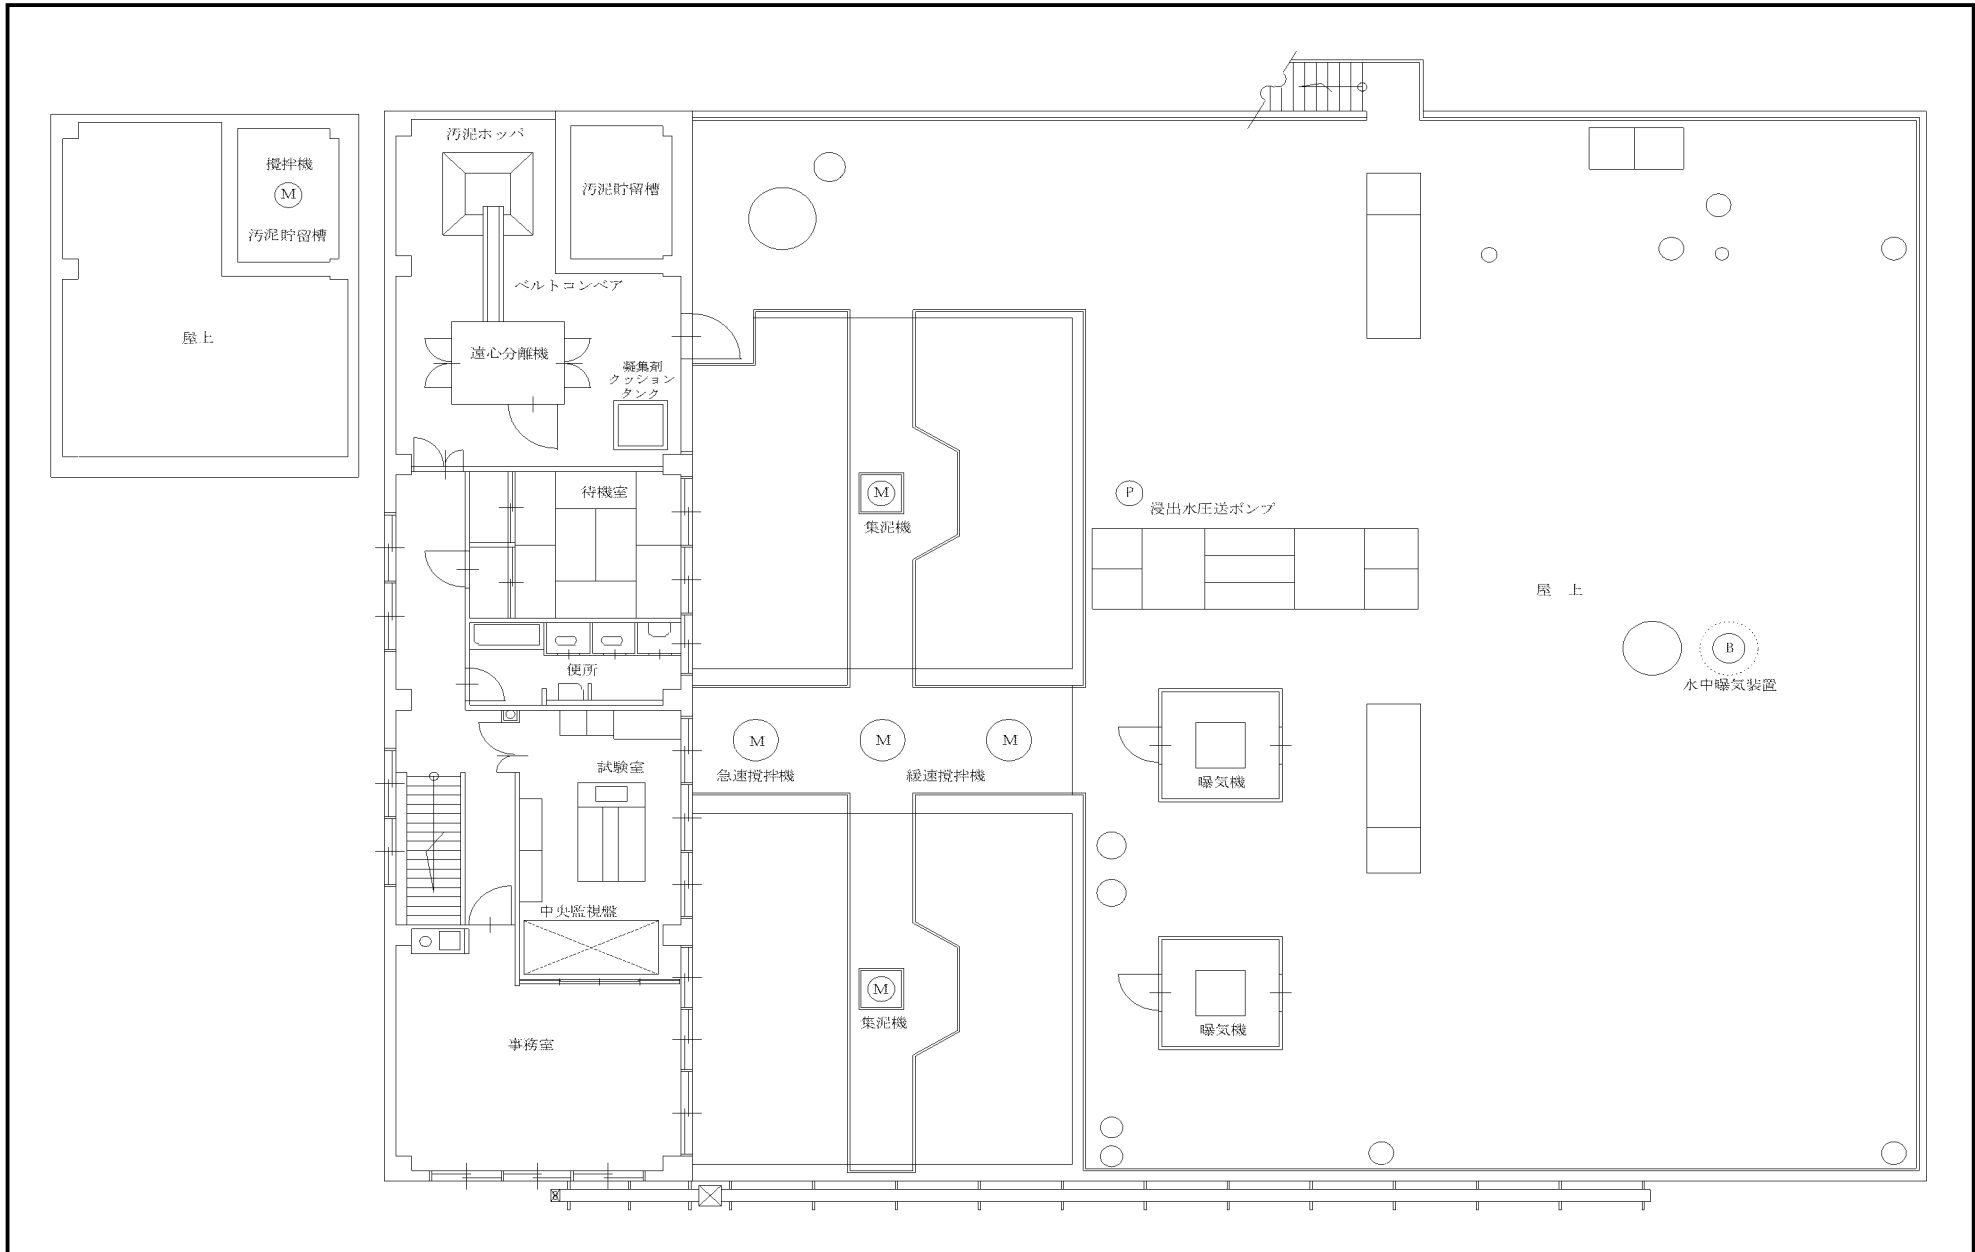 攪拌機
M
汚泥貯留槽
屋上
汚泥ホッパ
汚泥貯留槽
ベルトコンベア
遠心分離機
凝集剤
クッション
タンク
待機室
便所
試験室
中央監視盤
事務室
M
集泥機
M
急速攪拌機
M
M
緩速攪拌機
M
集泥機
P
浸出水圧送ポンプ
屋 上
B
水中曝気装置
曝気機
曝気機